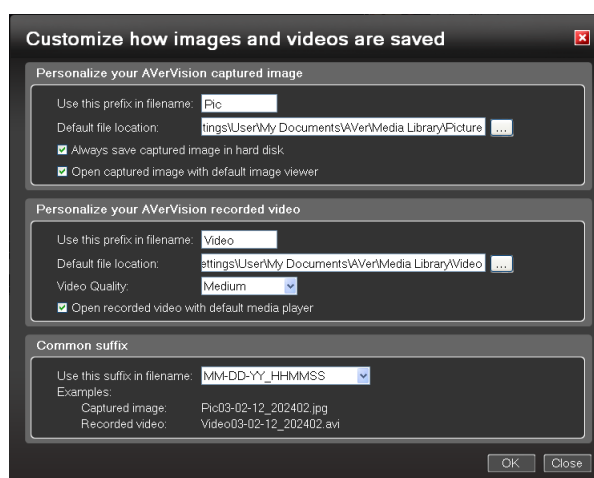 Customize how images and videos are saved
Personalize your AVerVision captured image
Use this prefix in filename: Pic
Default file location: tings\User\My Documents\AVer\Media Library\Picture ...
Always save captured image in hard disk
Open captured image with default image viewer
Personalize your AVerVision recorded video
Use this prefix in filename: Video
Default file location: ettings\User\My Documents\AVer\Media Library\Video ...
Video Quality: Medium
Open recorded video with default media player
Common suffix
Use this suffix in filename: MM-DD-YY_HHMMSS
Examples:
Captured image: Pic03-02-12_202402.jpg
Recorded video: Video03-02-12_202402.avi
OK Close